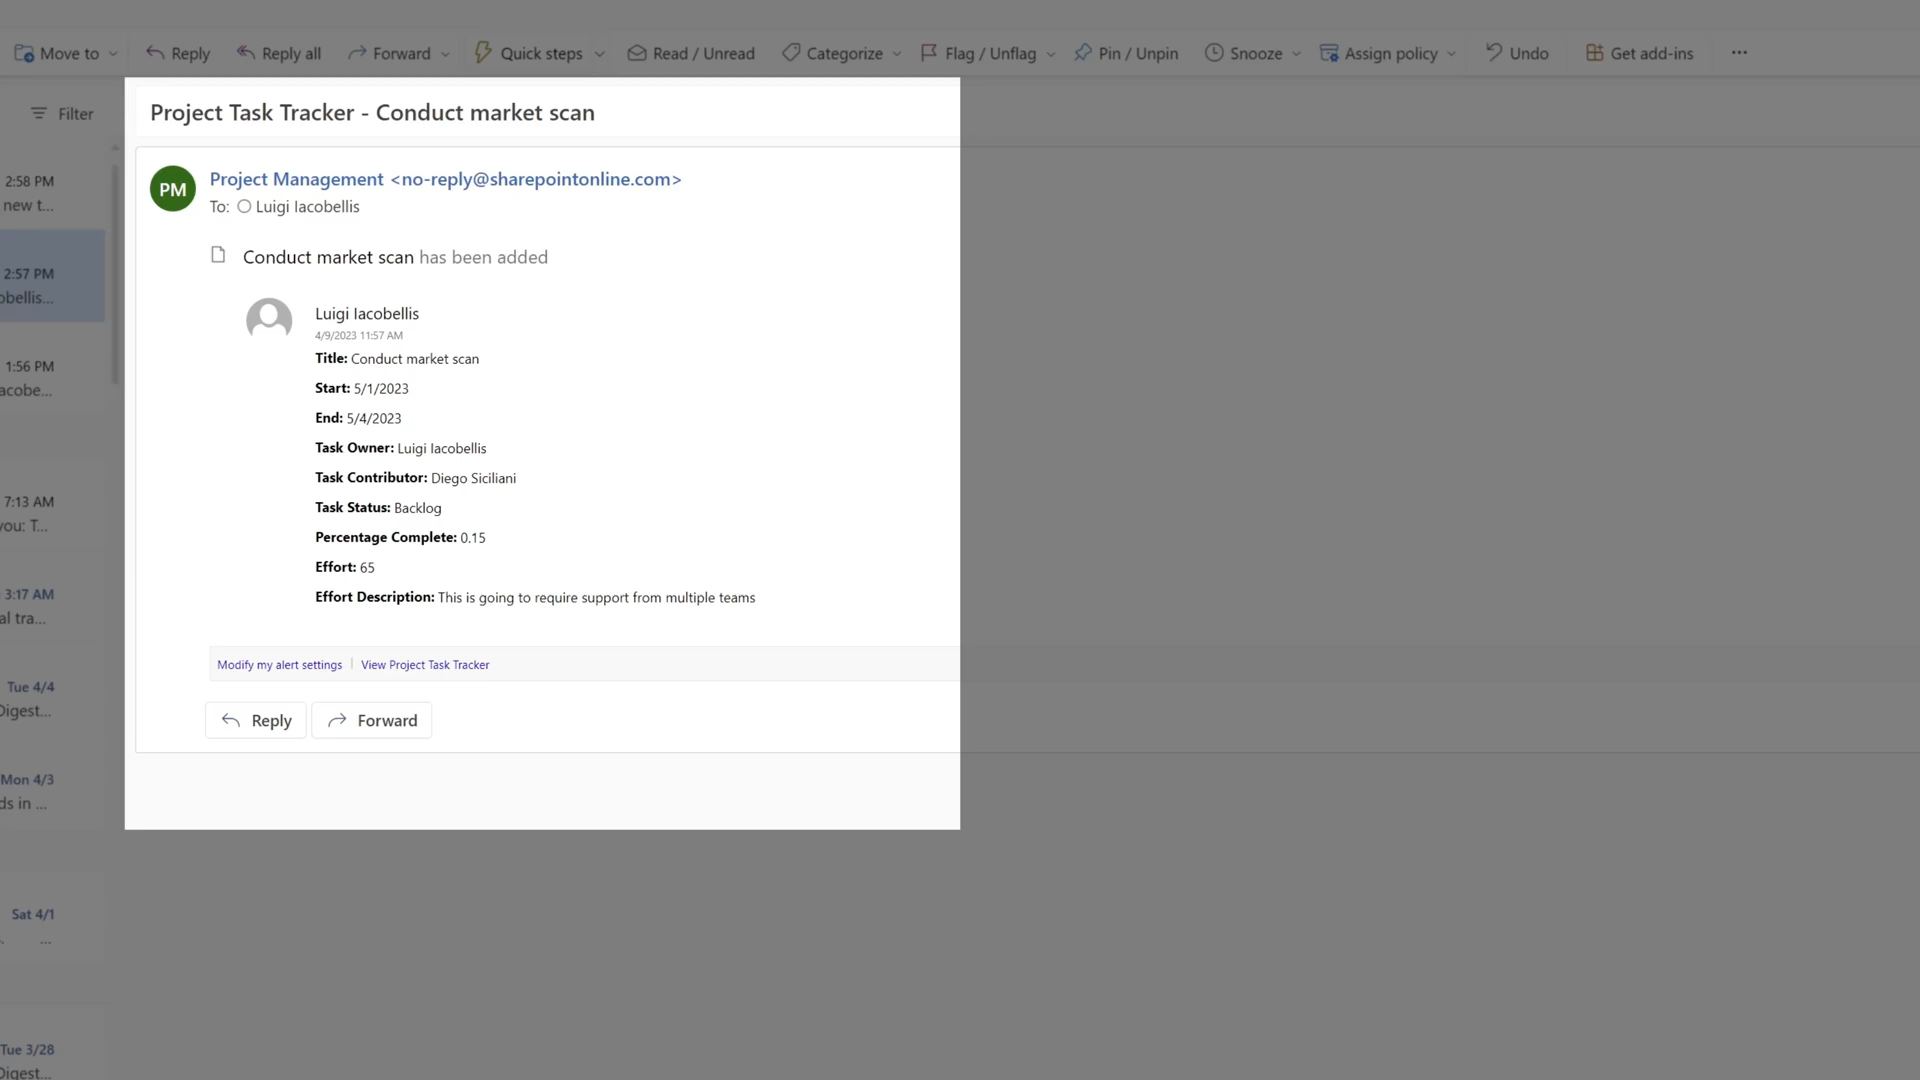 Move to Reply Reply all Forward Quick steps Read / Unread Categorize Flag / Unflag Pin / Unpin Snooze Assign policy Undo Get add-ins ...
Filter
2:58 PM
new t...
2:57 PM
obellis...
1:56 PM
acobe...
7:13 AM
you: T...
3:17 AM
al tra...
Tue 4/4
Digest...
Mon 4/3
ds in ...
Sat 4/1
...
Tue 3/28
Digest...
Project Task Tracker - Conduct market scan
PM
Project Management <no-reply@sharepointonline.com>
To: Luigi Iacobellis
Conduct market scan has been added
Luigi Iacobellis
4/9/2023 11:57 AM
Title: Conduct market scan
Start: 5/1/2023
End: 5/4/2023
Task Owner: Luigi Iacobellis
Task Contributor: Diego Siciliani
Task Status: Backlog
Percentage Complete: 0.15
Effort: 65
Effort Description: This is going to require support from multiple teams
Modify my alert settings | View Project Task Tracker
Reply Forward